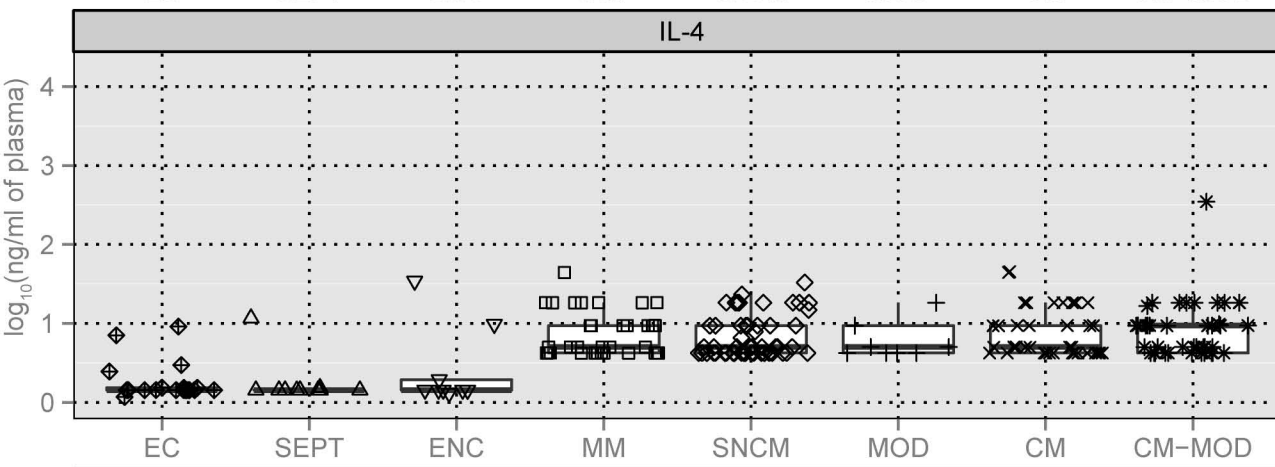 IL-4
log10(ng/ml of plasma)
4
3
2
1
0
EC SEPT ENC MM SNCM MOD CM CM−MOD